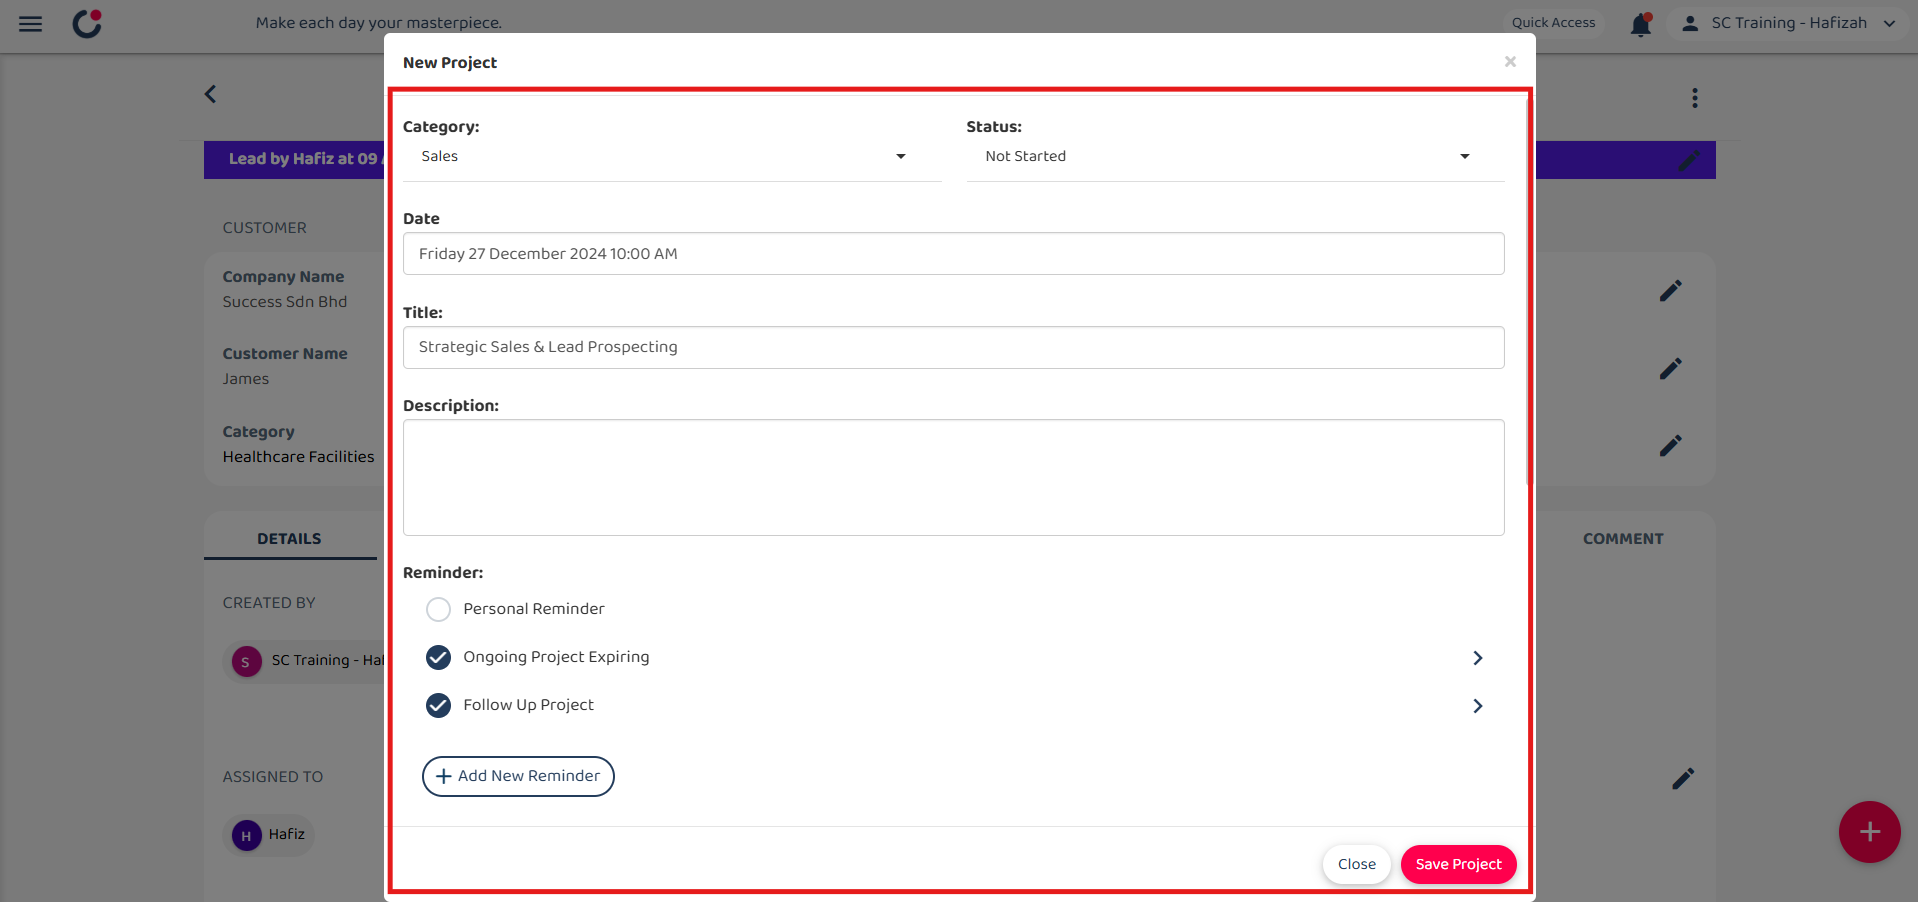 Make each day your masterpiece.
Quick Access
SC Training - Hafizah
New Project
×
Lead by Hafiz at 09
Category:
Sales
Status:
Not Started
Date
Friday 27 December 2024 10:00 AM
Title:
Strategic Sales & Lead Prospecting
Description:
Reminder:
Personal Reminder
Ongoing Project Expiring
Follow Up Project
+ Add New Reminder
Close
Save Project
CUSTOMER
Company Name
Success Sdn Bhd
Customer Name
James
Category
Healthcare Facilities
DETAILS
COMMENT
CREATED BY
S
SC Training - Haf
ASSIGNED TO
H
Hafiz